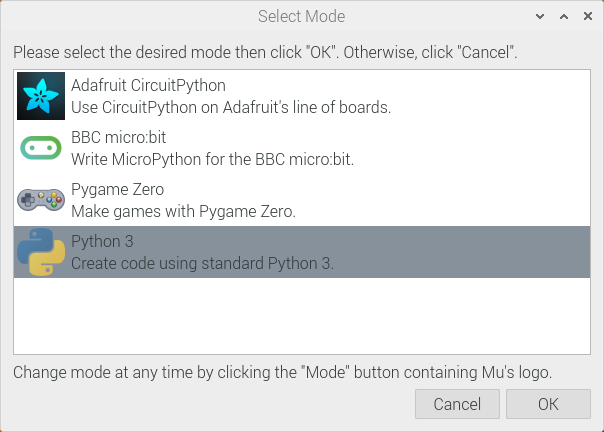 Select Mode
Please select the desired mode then click "OK". Otherwise, click "Cancel".
Adafruit CircuitPython
Use CircuitPython on Adafruit's line of boards.
BBC micro:bit
Write MicroPython for the BBC micro:bit.
Pygame Zero
Make games with Pygame Zero.
Python 3
Create code using standard Python 3.
Change mode at any time by clicking the "Mode" button containing Mu's logo.
Cancel
OK